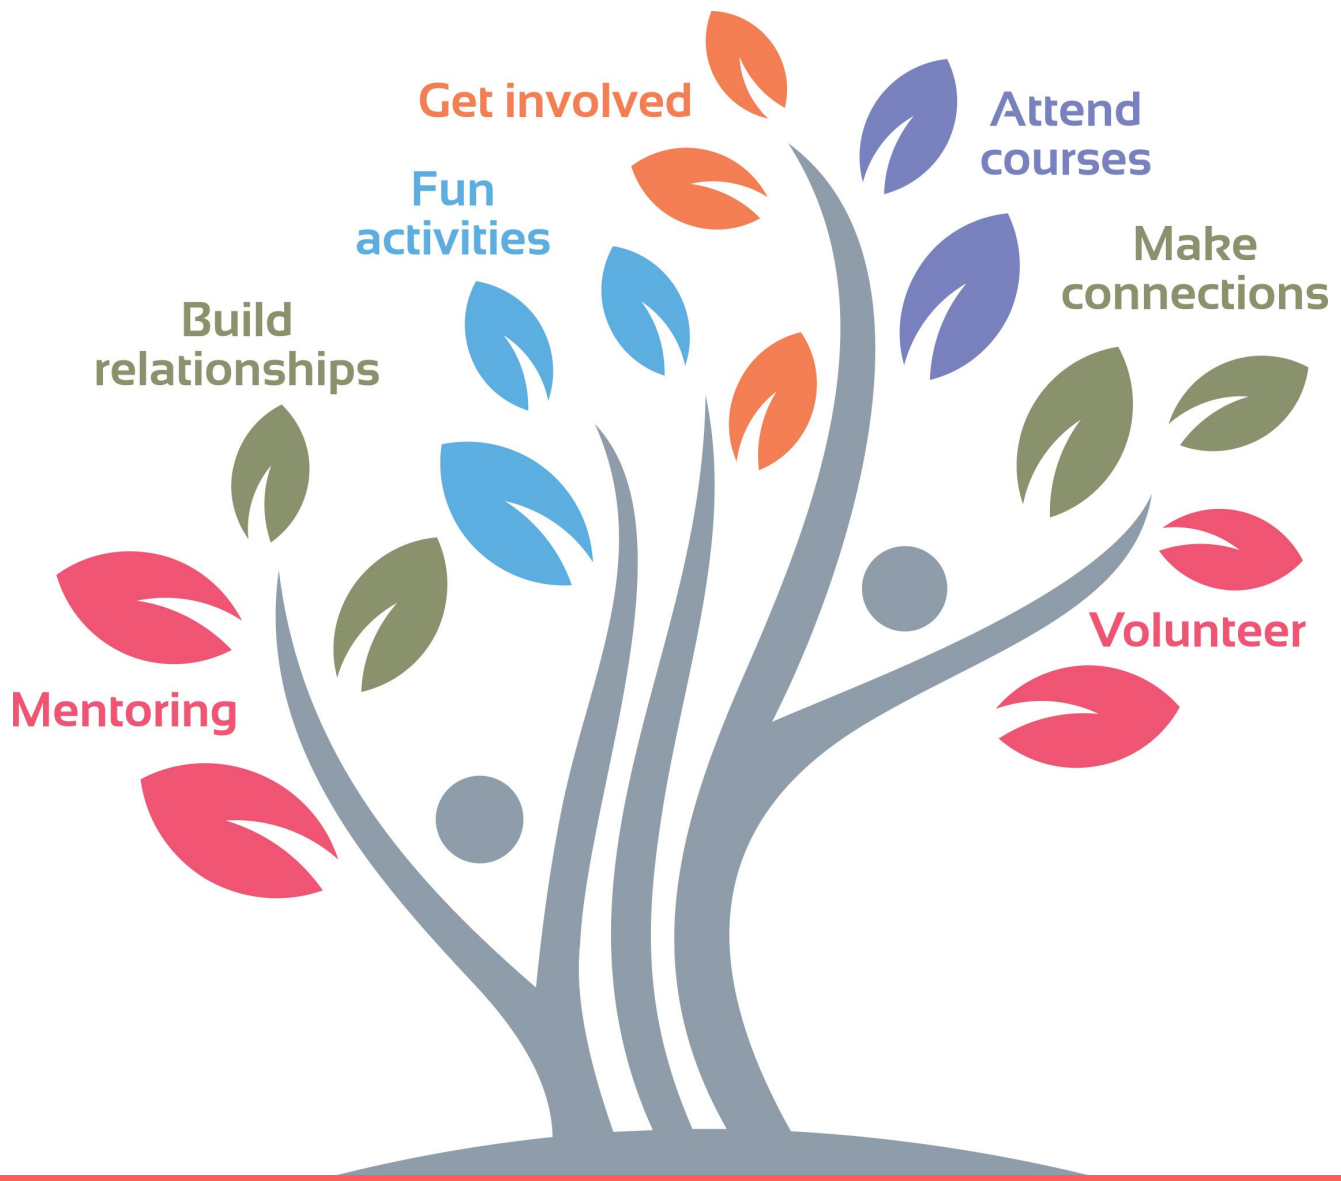 Get involved
Attend
courses
Fun
activities
Make
connections
Build
relationships
Volunteer
Mentoring